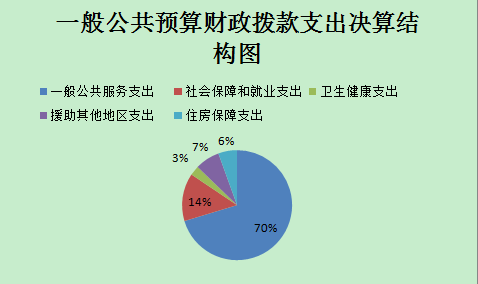 一般公共预算财政拨款支出决算结
构图
一般公共服务支出 社会保障和就业支出 卫生健康支出
援助其他地区支出 住房保障支出
6%
7%
3%
14%
70%